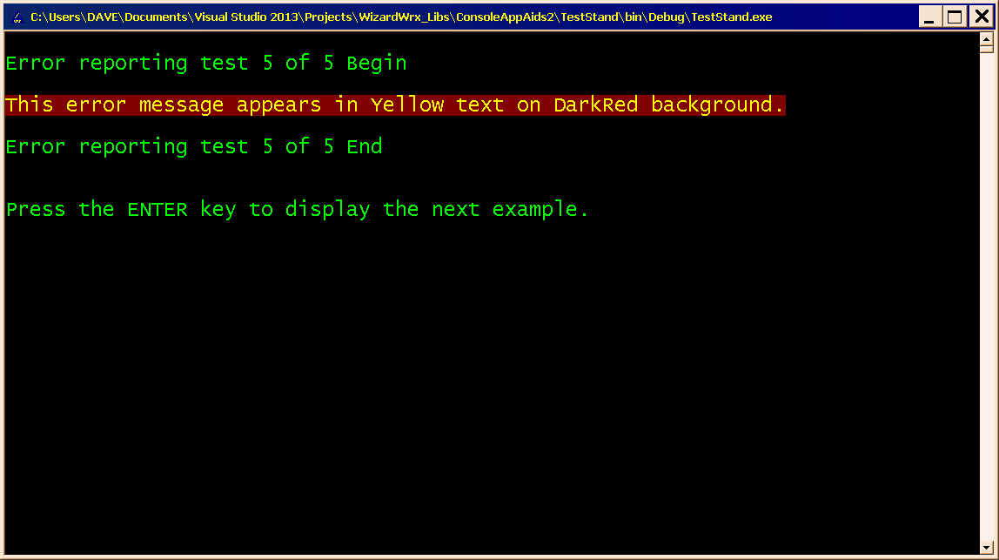 C:\Users\DAVE\Documents\Visual Studio 2013\Projects\WizardWrx_Libs\ConsoleAppAids2\TestStand\bin\Debug\TestStand.exe
Error reporting test 5 of 5 Begin
This error message appears in Yellow text on DarkRed background.
Error reporting test 5 of 5 End
Press the ENTER key to display the next example.